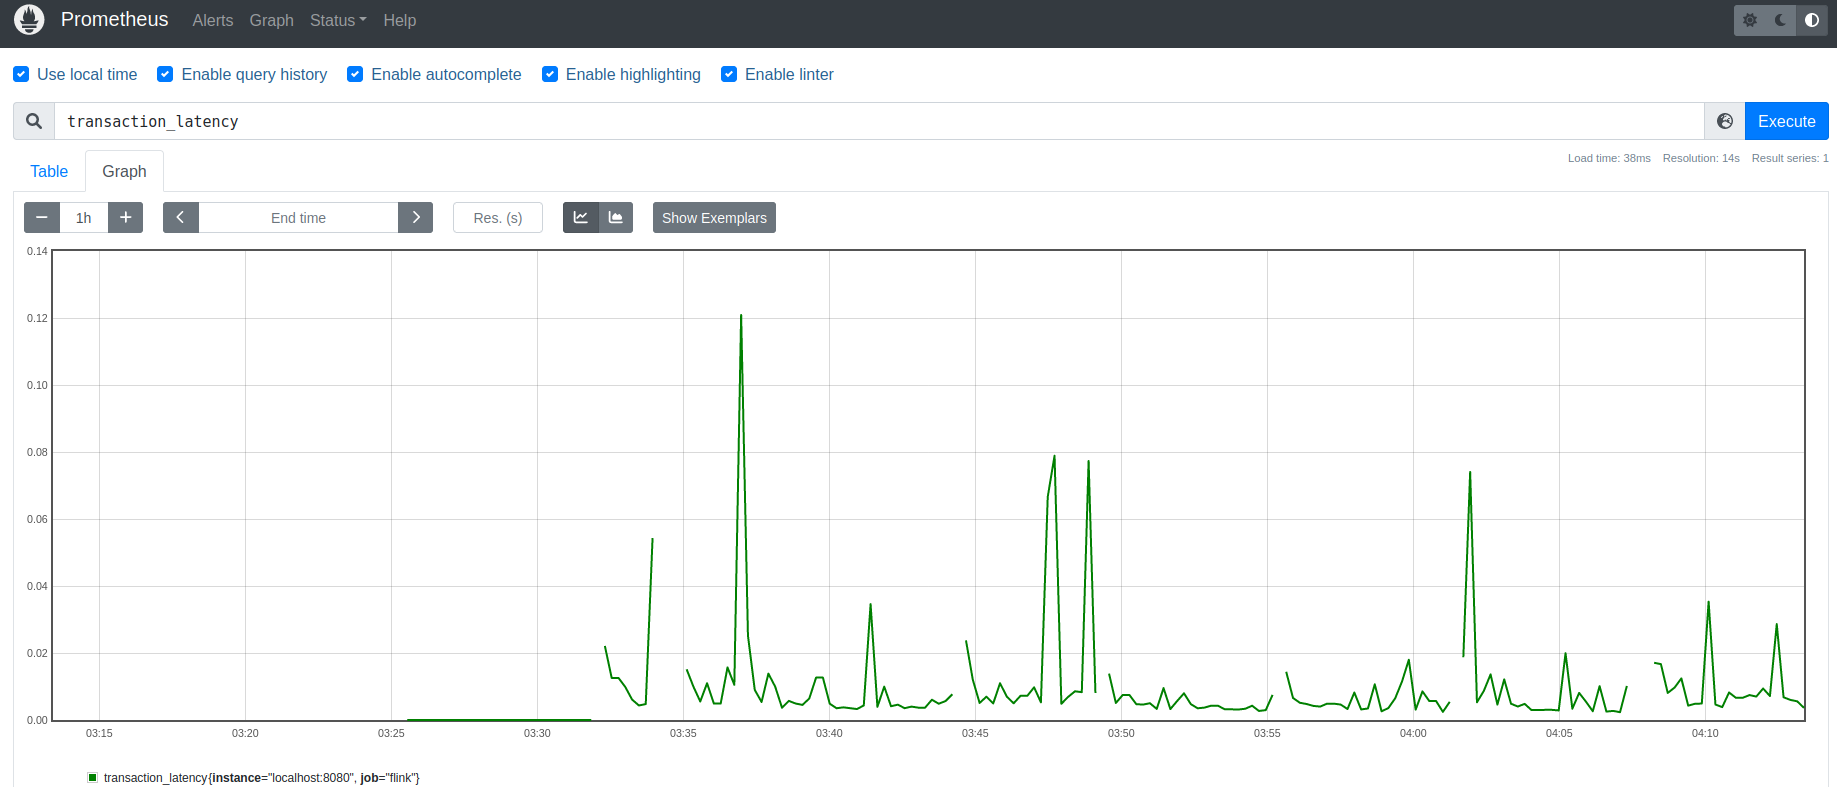 Prometheus Alerts Graph Status Help
Use local time Enable query history Enable autocomplete Enable highlighting Enable linter
transaction_latency Execute
Load time: 38ms Resolution: 14s Result series: 1
Table Graph
1h End time Res. (s) Show Exemplars
0.14
0.12
0.10
0.08
0.06
0.04
0.02
0.00
03:15 03:20 03:25 03:30 03:35 03:40 03:45 03:50 03:55 04:00 04:05 04:10
transaction_latency{instance="localhost:8080", job="flink"}